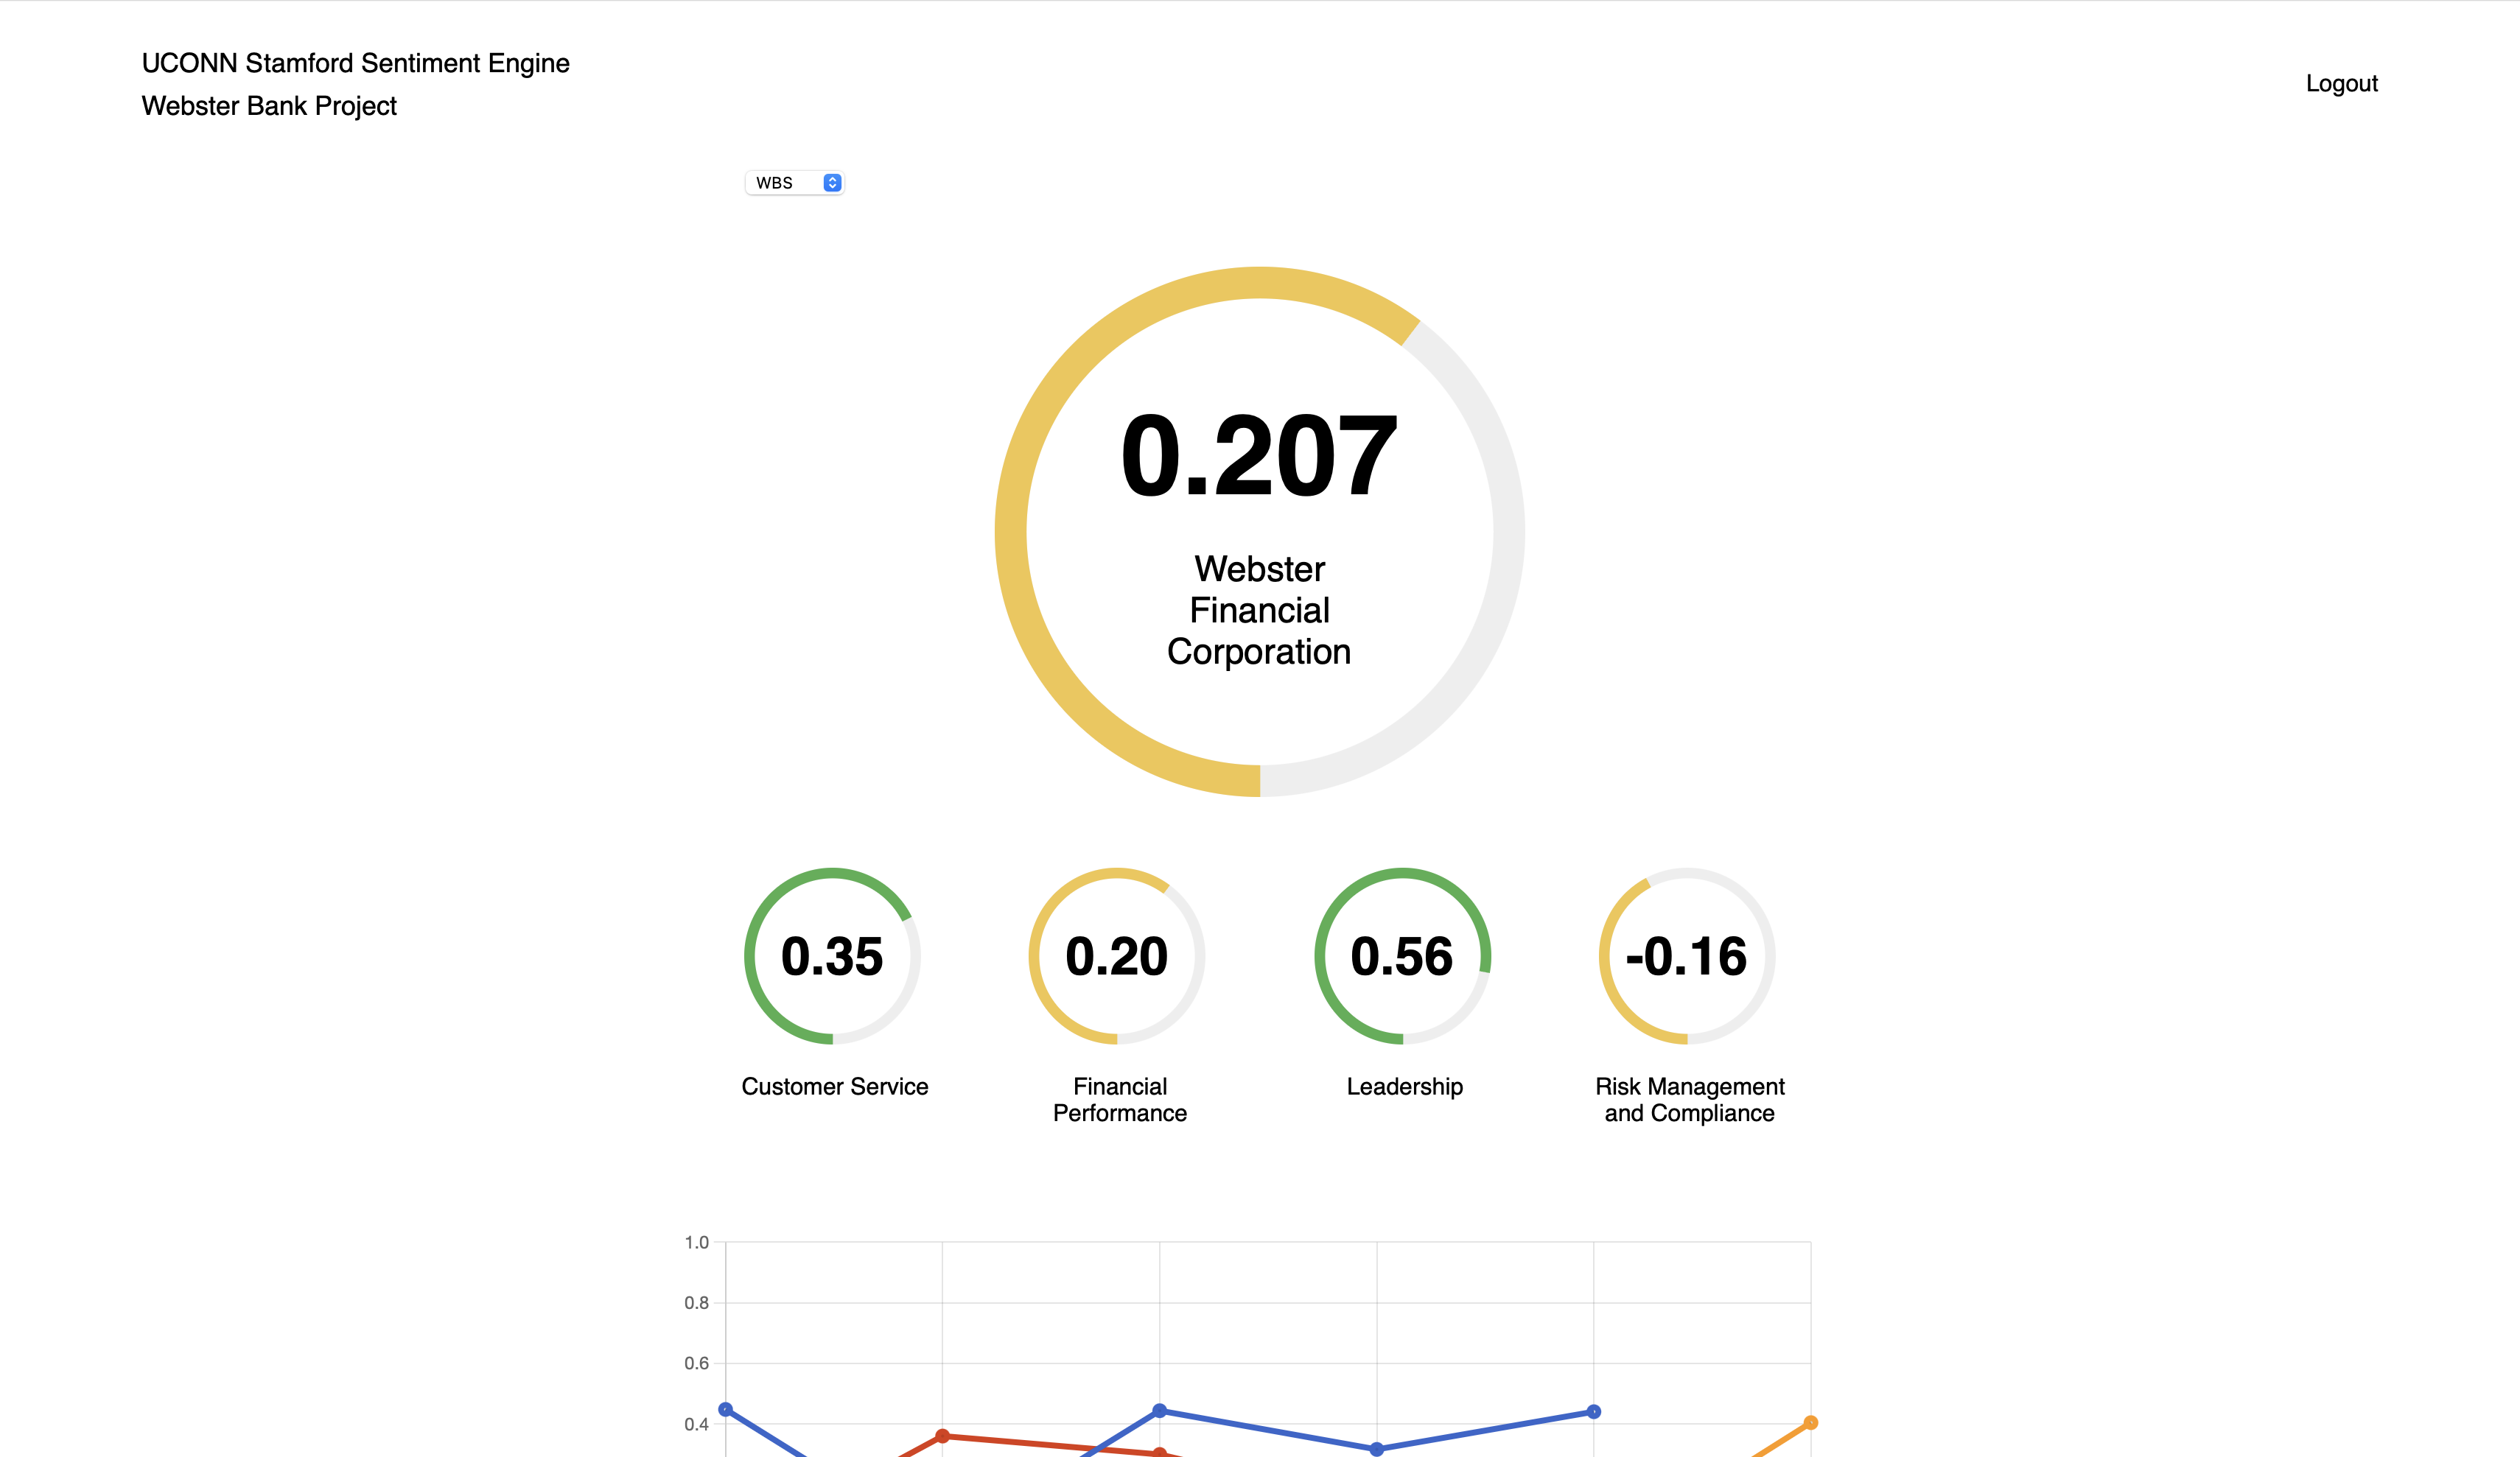 UCONN Stamford Sentiment Engine
Webster Bank Project
Logout
WBS
0.207
Webster
Financial
Corporation
0.35
0.20
0.56
-0.16
Customer Service
Financial
Performance
Leadership
Risk Management
and Compliance
1.0
0.8
0.6
0.4